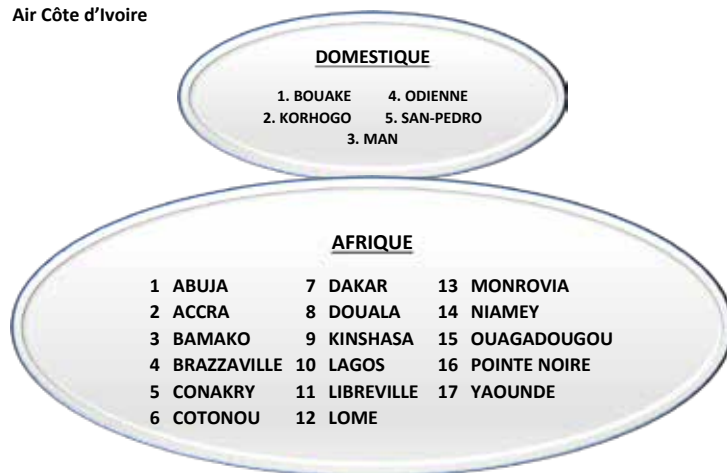 Air Côte d’Ivoire
DOMESTIQUE
1. BOUAKE 4. ODIENNE
2. KORHOGO 5. SAN-PEDRO
3. MAN
AFRIQUE
1 ABUJA 7 DAKAR 13 MONROVIA
2 ACCRA 8 DOUALA 14 NIAMEY
3 BAMAKO 9 KINSHASA 15 OUAGADOUGOU
4 BRAZZAVILLE 10 LAGOS 16 POINTE NOIRE
5 CONAKRY 11 LIBREVILLE 17 YAOUNDE
6 COTONOU 12 LOME